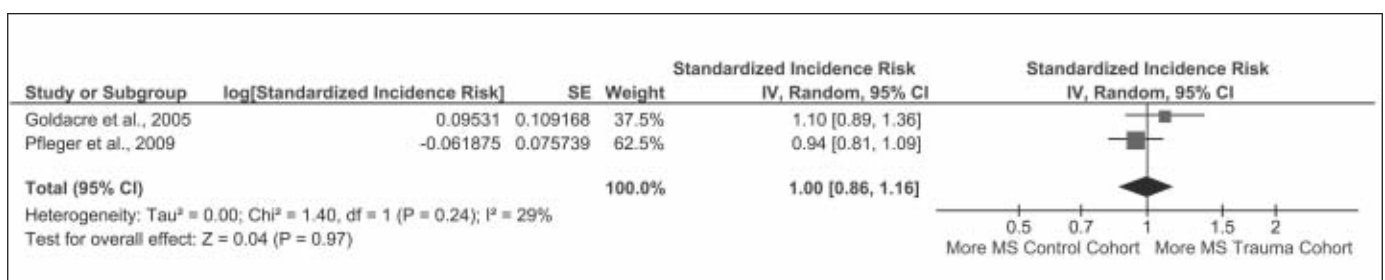 Standardized Incidence Risk Standardized Incidence Risk
Study or Subgroup log[Standardized Incidence Risk] SE Weight IV, Random, 95% CI IV, Random, 95% CI
Goldacre et al., 2005 0.09531 0.109168 37.5% 1.10 [0.89, 1.36]
Pfleger et al., 2009 -0.061875 0.075739 62.5% 0.94 [0.81, 1.09]
Total (95% CI) 100.0% 1.00 [0.86, 1.16]
Heterogeneity: Tau² = 0.00; Chi² = 1.40, df = 1 (P = 0.24); I² = 29%
Test for overall effect: Z = 0.04 (P = 0.97)
0.5 0.7 1 1.5 2
More MS Control Cohort More MS Trauma Cohort